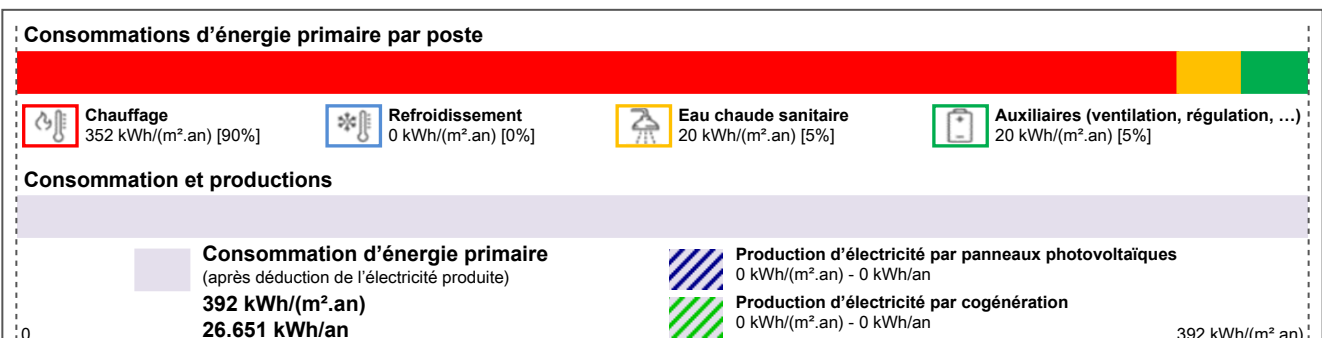 Consommations d’énergie primaire par poste
Chauffage
352 kWh/(m².an) [90%]
Refroidissement
0 kWh/(m².an) [0%]
Eau chaude sanitaire
20 kWh/(m².an) [5%]
Auxiliaires (ventilation, régulation, …)
20 kWh/(m².an) [5%]
Consommation et productions
Consommation d’énergie primaire
(après déduction de l’électricité produite)
392 kWh/(m².an)
26.651 kWh/an
Production d’électricité par panneaux photovoltaïques
0 kWh/(m².an) - 0 kWh/an
Production d’électricité par cogénération
0 kWh/(m².an) - 0 kWh/an
0
392 kWh/(m².an)